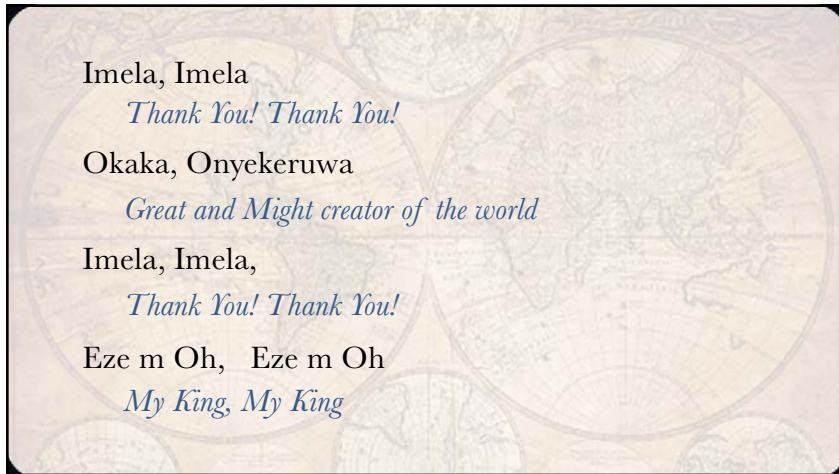 Imela, Imela
Thank You! Thank You!
Okaka, Onyekeruwa
Great and Might creator of the world
Imela, Imela,
Thank You! Thank You!
Eze m Oh, Eze m Oh
My King, My King